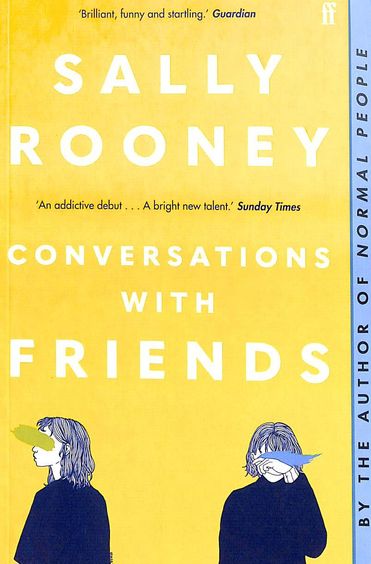 'Brilliant, funny and startling.' Guardian
ff
SALLY
ROONEY
'An addictive debut . . . A bright new talent.' Sunday Times
CONVERSATIONS
WITH
FRIENDS
BY THE AUTHOR OF NORMAL PEOPLE